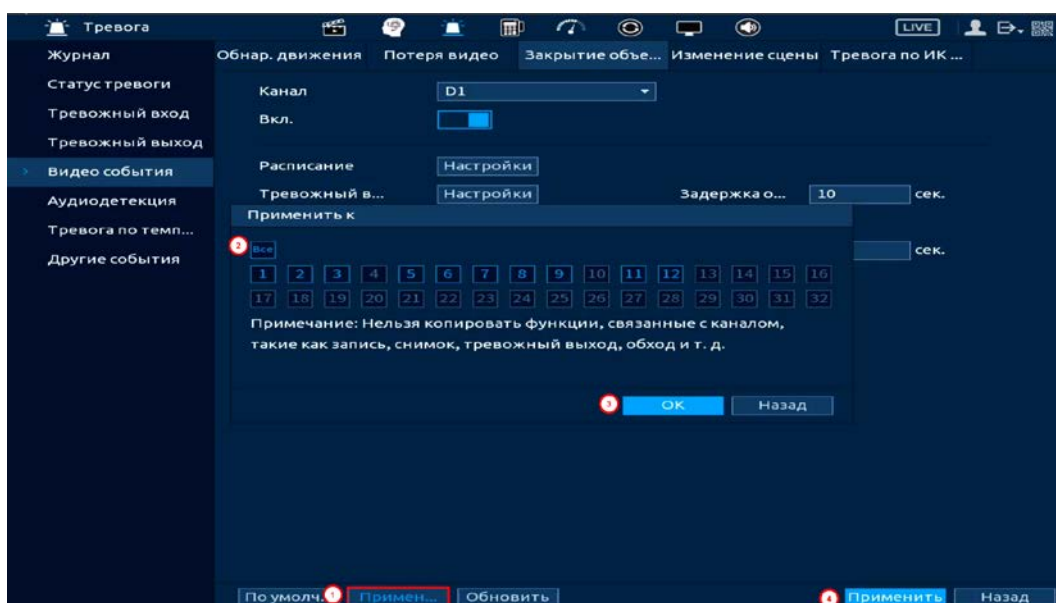 Тревога LIVE
Журнал
Статус тревоги
Тревожный вход
Тревожный выход
Видео события
Аудиодетекция
Тревога по темп...
Другие события
Обнар. движения Потеря видео Закрытие объе... Изменение сцены Тревога по ИК ...
Канал D1
Вкл.
Расписание Настройки
Тревожный в... Настройки Задержка о... 10 сек.
Применить к
сек.
2 Все
1 2 3 4 5 6 7 8 9 10 11 12 13 14 15 16
17 18 19 20 21 22 23 24 25 26 27 28 29 30 31 32
Примечание: Нельзя копировать функции, связанные с каналом,
такие как запись, снимок, тревожный выход, обход и т. д.
3 OK Назад
По умолч. 1 Примен... Обновить 4 Применить Назад